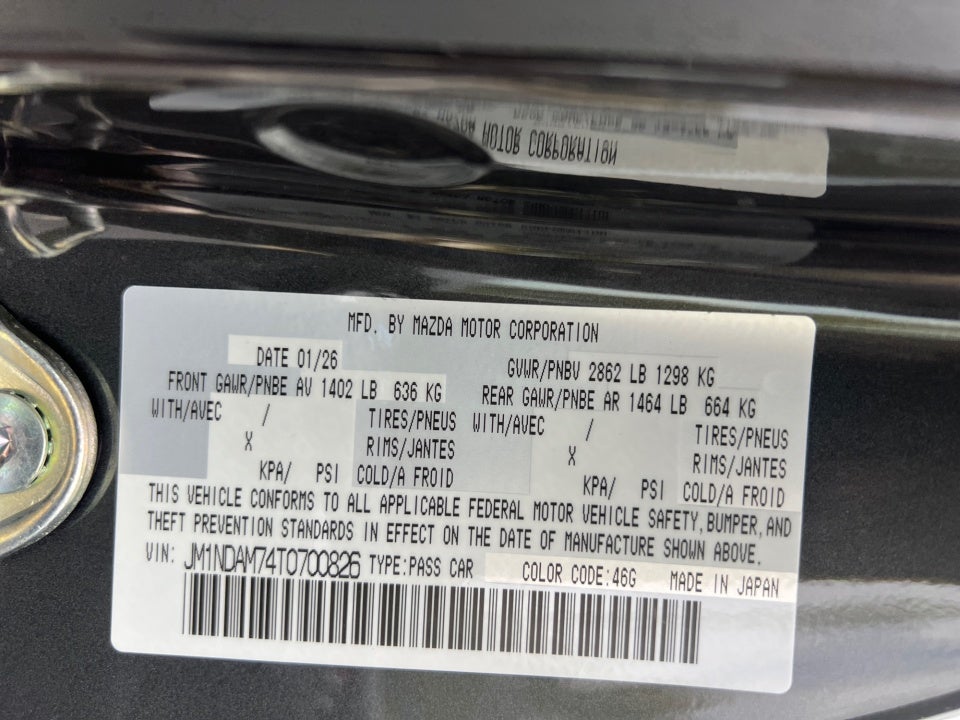 MOTOR CORPORATION
MFD. BY MAZDA MOTOR CORPORATION
DATE 01/26 GVWR/PNBV 2862 LB 1298 KG
FRONT GAWR/PNBE AV 1402 LB 636 KG REAR GAWR/PNBE AR 1464 LB 664 KG
WITH/AVEC / TIRES/PNEUS WITH/AVEC / TIRES/PNEUS
X RIMS/JANTES X RIMS/JANTES
KPA/ PSI COLD/A FROID KPA/ PSI COLD/A FROID
THIS VEHICLE CONFORMS TO ALL APPLICABLE FEDERAL MOTOR VEHICLE SAFETY,BUMPER,AND
THEFT PREVENTION STANDARDS IN EFFECT ON THE DATE OF MANUFACTURE SHOWN ABOVE.
VIN: JM1NDAM74T0700826 TYPE:PASS CAR COLOR CODE:46G MADE IN JAPAN